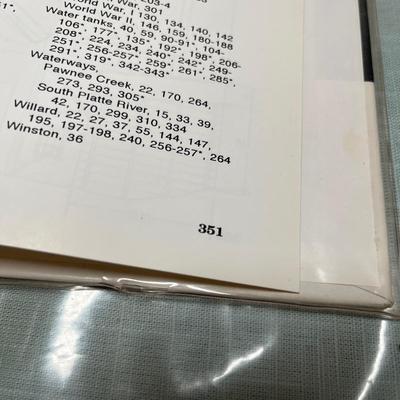 World War, 301
World War I, 130, 134, 140, 142
World War II, 146, 159, 180-188
Water tanks, 40, 59, 90-91*, 104-
106*, 177*, 135*, 192*, 198*, 206-
208*, 224, 234, 240*, 242*, 249-
251*, 256-257*, 259*, 261*, 285*,
291*, 319*, 342-343*
Waterways,
Pawnee Creek, 22, 170, 264,
273, 293, 305*
South Platte River, 15, 33, 39,
42, 170, 299, 310, 334
Willard, 22, 27, 37, 55, 144, 147,
195, 197-198, 240, 256-257*, 264
Winston, 36
351